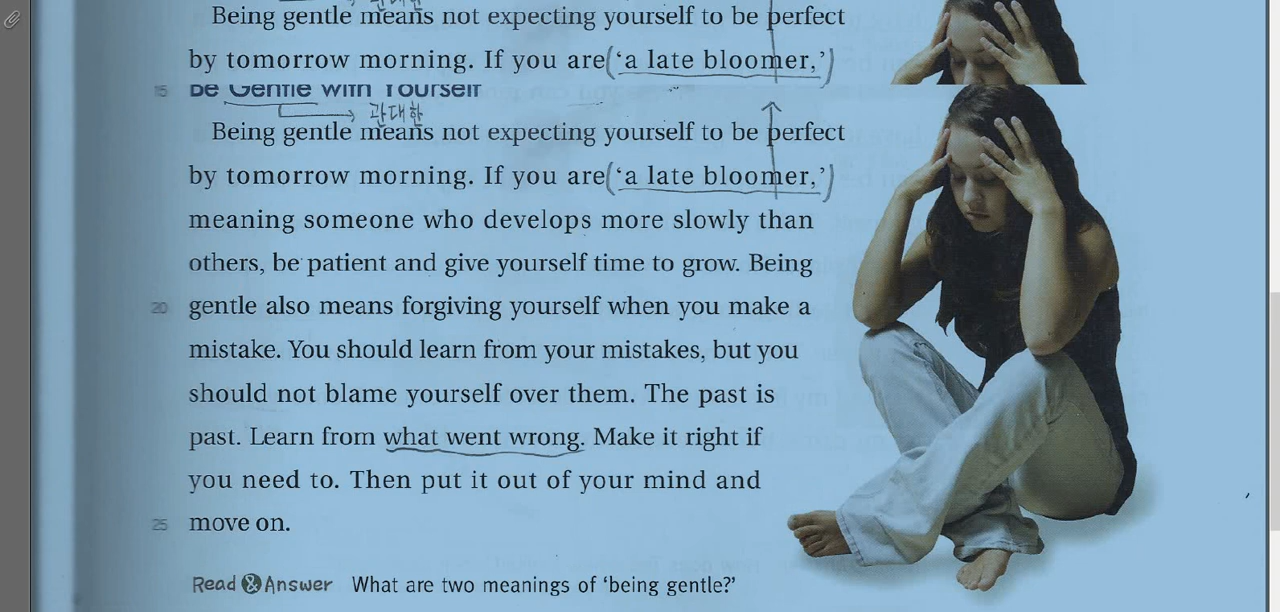 Being gentle means not expecting yourself to be perfect
by tomorrow morning. If you are ('a late bloomer,')
15 Be Gentle with Yourself
관대한
Being gentle means not expecting yourself to be perfect
by tomorrow morning. If you are ('a late bloomer,')
meaning someone who develops more slowly than
others, be patient and give yourself time to grow. Being
20 gentle also means forgiving yourself when you make a
mistake. You should learn from your mistakes, but you
should not blame yourself over them. The past is
past. Learn from what went wrong. Make it right if
you need to. Then put it out of your mind and
25 move on.
Read & Answer What are two meanings of 'being gentle?'